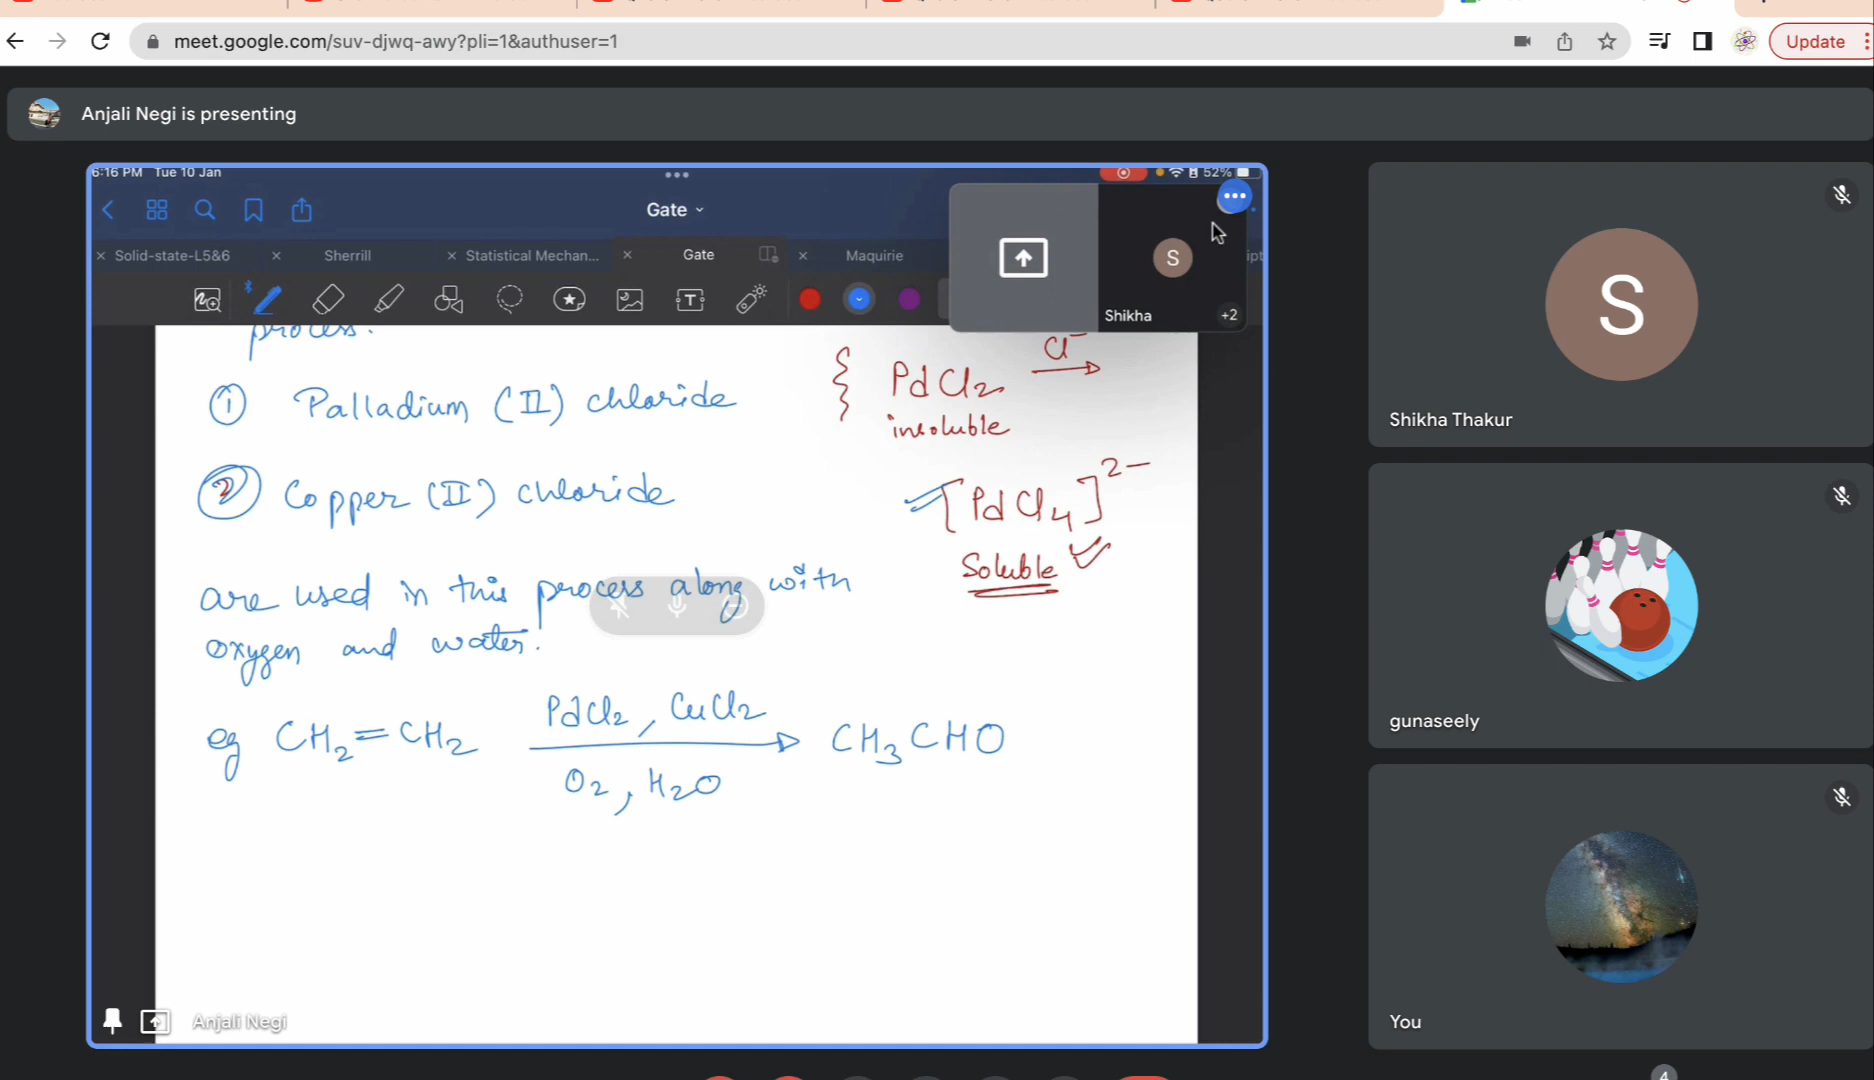 meet.google.com/suv-djwq-awy?pli=1&authuser=1
Update
Anjali Negi is presenting
6:16 PM Tue 10 Jan
52%
Gate
Solid-state-L5&6
Sherrill
Statistical Mechan...
Gate
Maquirie
ipt
S
Shikha
+2
process.
① Palladium (II) chloride
② Copper (II) chloride
are used in this process along with
oxygen and water.
eg CH₂=CH₂ PdCl₂, CuCl₂ → CH₃CHO
O₂, H₂O
PdCl₂ Cl⁻ →
insoluble
[PdCl₄]²⁻
Soluble
Anjali Negi
S
Shikha Thakur
gunaseely
You
4